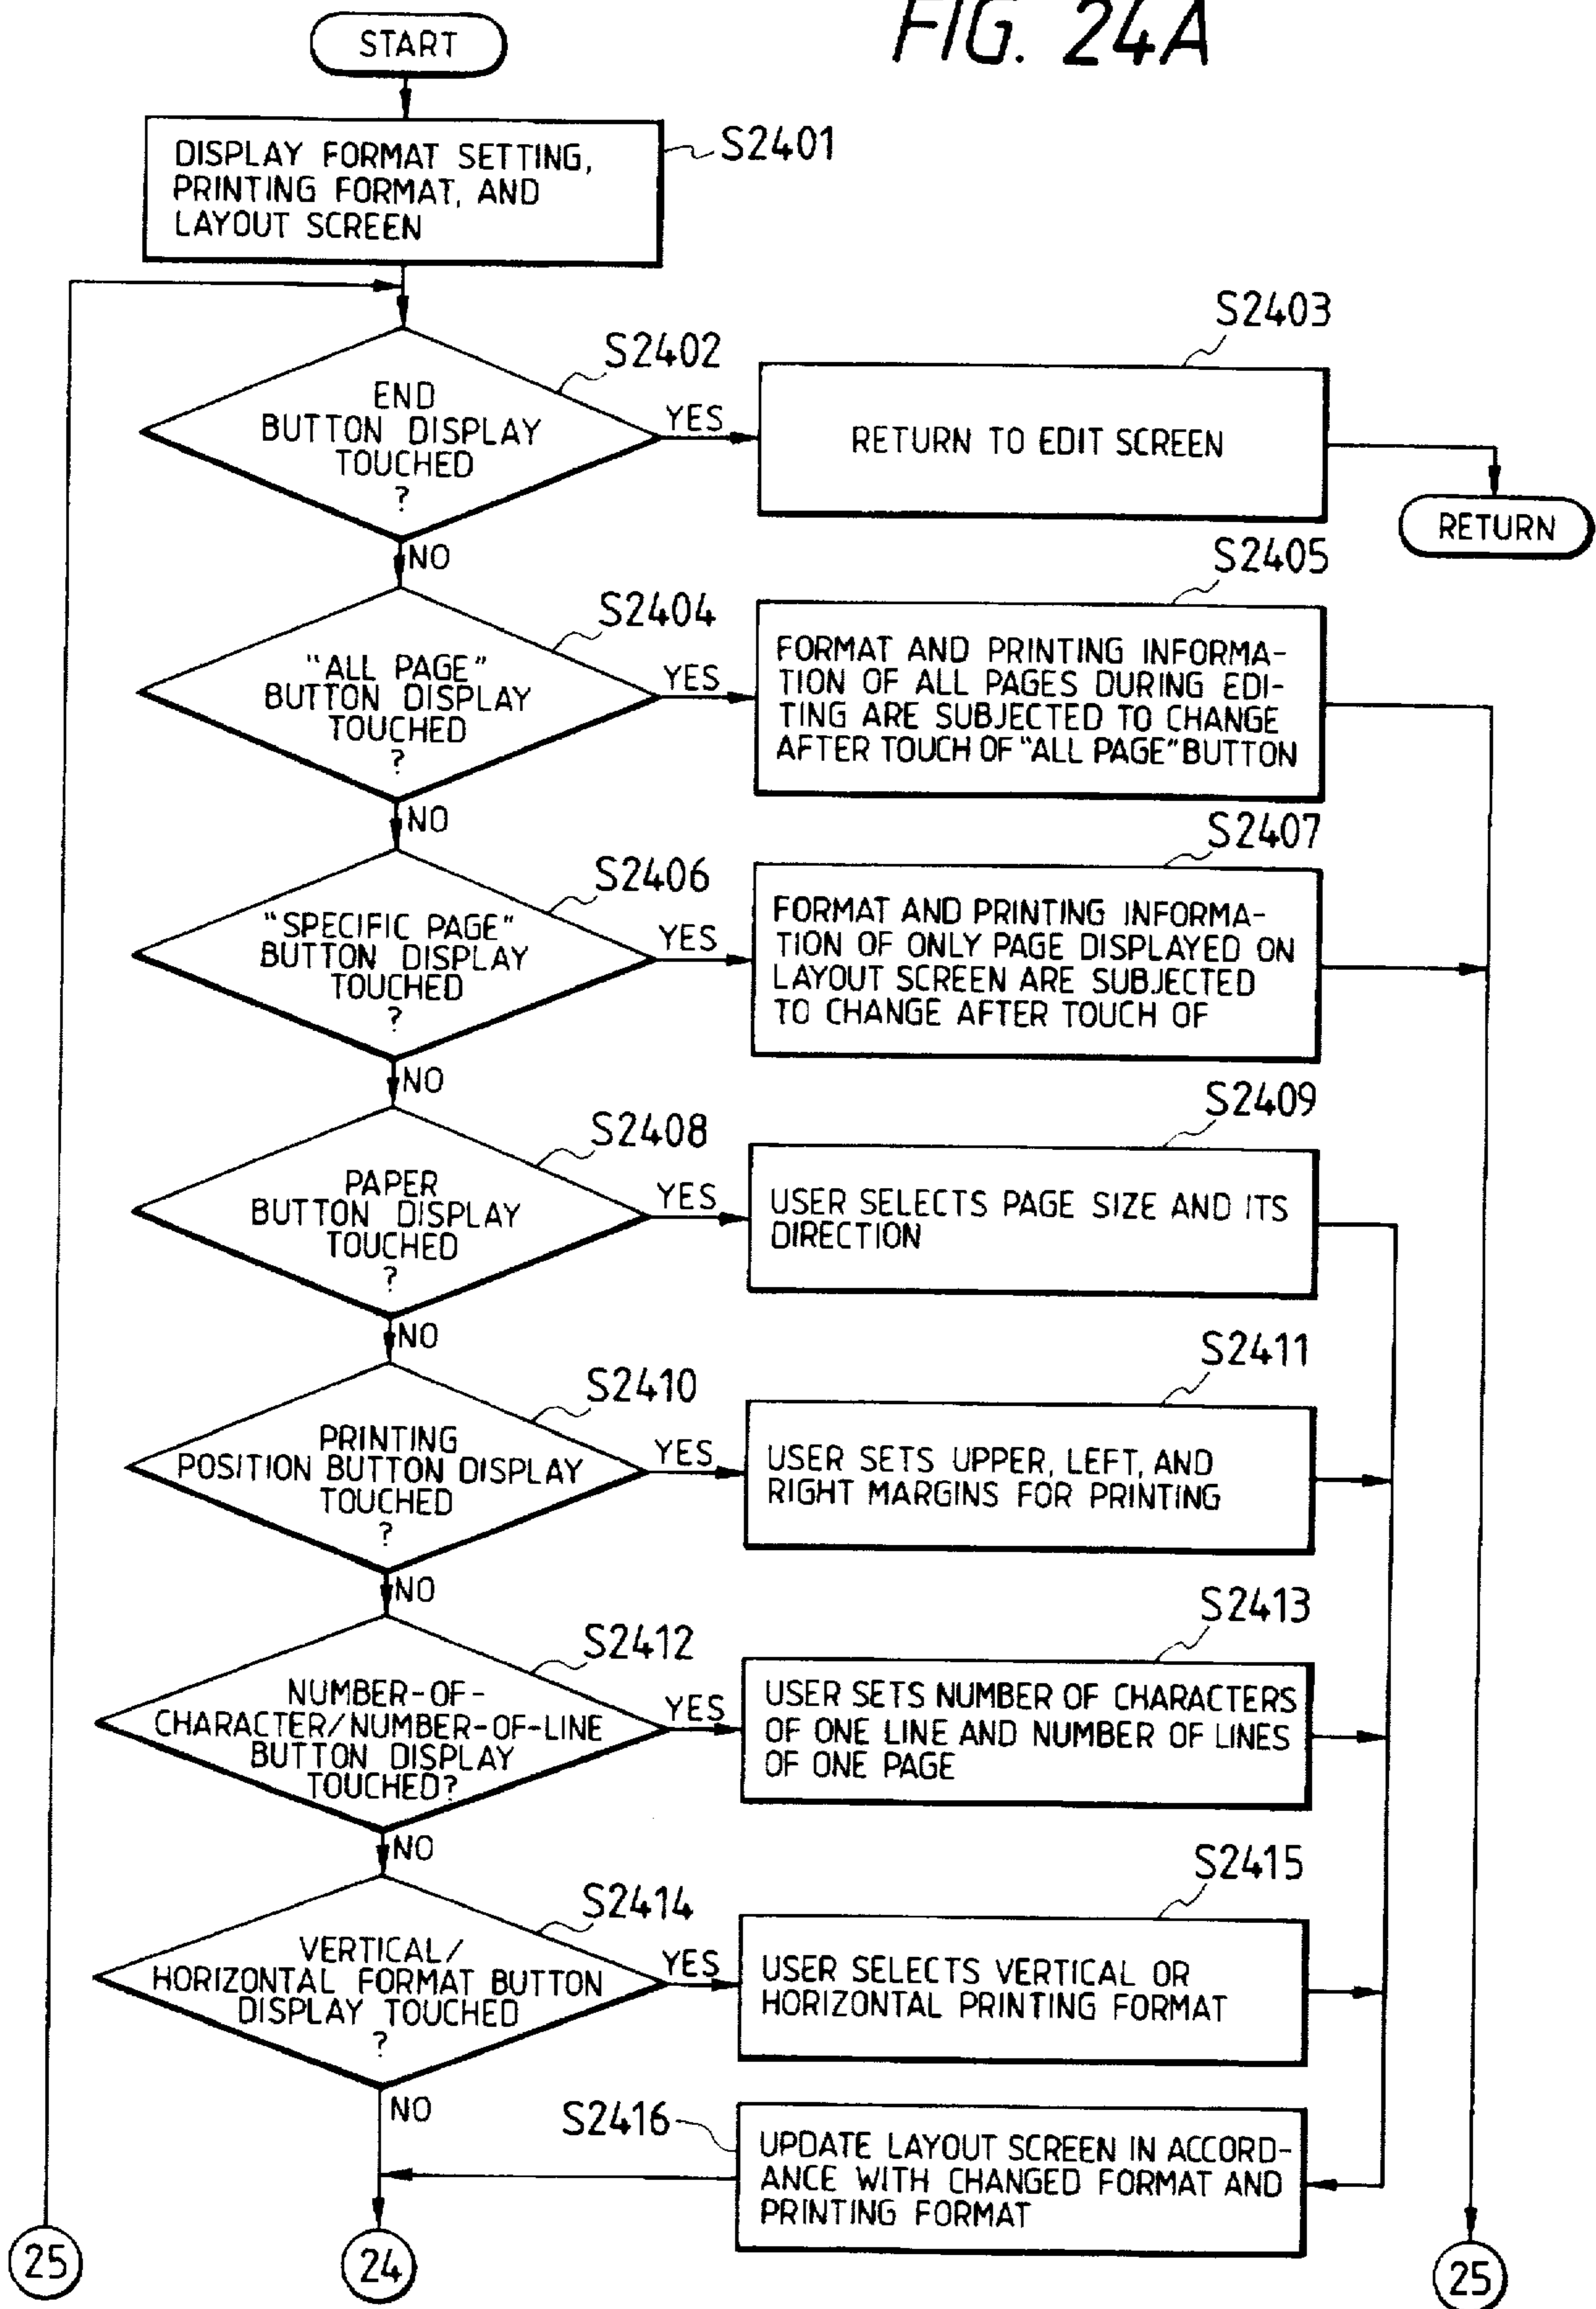 FIG. 24A
START
S2401
DISPLAY FORMAT SETTING,
PRINTING FORMAT, AND
LAYOUT SCREEN
S2402
END
BUTTON DISPLAY
TOUCHED
?
YES
S2403
RETURN TO EDIT SCREEN
RETURN
NO
S2404
"ALL PAGE"
BUTTON DISPLAY
TOUCHED
?
YES
S2405
FORMAT AND PRINTING INFORMA-
TION OF ALL PAGES DURING EDI-
TING ARE SUBJECTED TO CHANGE
AFTER TOUCH OF "ALL PAGE" BUTTON
NO
S2406
"SPECIFIC PAGE"
BUTTON DISPLAY
TOUCHED
?
YES
S2407
FORMAT AND PRINTING INFORMA-
TION OF ONLY PAGE DISPLAYED ON
LAYOUT SCREEN ARE SUBJECTED
TO CHANGE AFTER TOUCH OF
NO
S2408
PAPER
BUTTON DISPLAY
TOUCHED
?
YES
S2409
USER SELECTS PAGE SIZE AND ITS
DIRECTION
NO
S2410
PRINTING
POSITION BUTTON DISPLAY
TOUCHED
?
YES
S2411
USER SETS UPPER, LEFT, AND
RIGHT MARGINS FOR PRINTING
NO
S2412
NUMBER-OF-
CHARACTER/NUMBER-OF-LINE
BUTTON DISPLAY
TOUCHED?
YES
S2413
USER SETS NUMBER OF CHARACTERS
OF ONE LINE AND NUMBER OF LINES
OF ONE PAGE
NO
S2414
VERTICAL/
HORIZONTAL FORMAT BUTTON
DISPLAY TOUCHED
?
YES
S2415
USER SELECTS VERTICAL OR
HORIZONTAL PRINTING FORMAT
NO
S2416
UPDATE LAYOUT SCREEN IN ACCORD-
ANCE WITH CHANGED FORMAT AND
PRINTING FORMAT
25
24
25